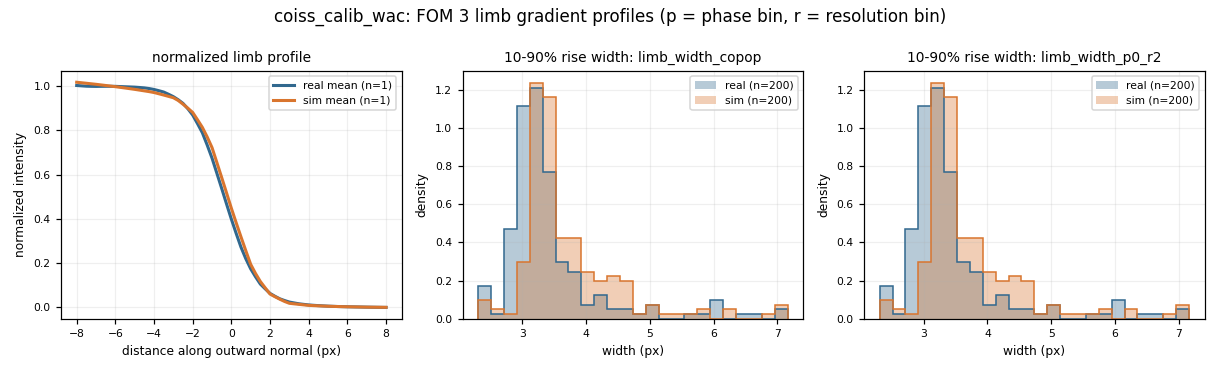 coiss_calib_wac: FOM 3 limb gradient profiles (p = phase bin, r = resolution bin)
normalized limb profile
normalized intensity
1.0
0.8
0.6
0.4
0.2
0.0
real mean (n=1)
sim mean (n=1)
−8 −6 −4 −2 0 2 4 6 8
distance along outward normal (px)
10-90% rise width: limb_width_copop
density
1.2
1.0
0.8
0.6
0.4
0.2
0.0
real (n=200)
sim (n=200)
3 4 5 6 7
width (px)
10-90% rise width: limb_width_p0_r2
density
1.2
1.0
0.8
0.6
0.4
0.2
0.0
real (n=200)
sim (n=200)
3 4 5 6 7
width (px)